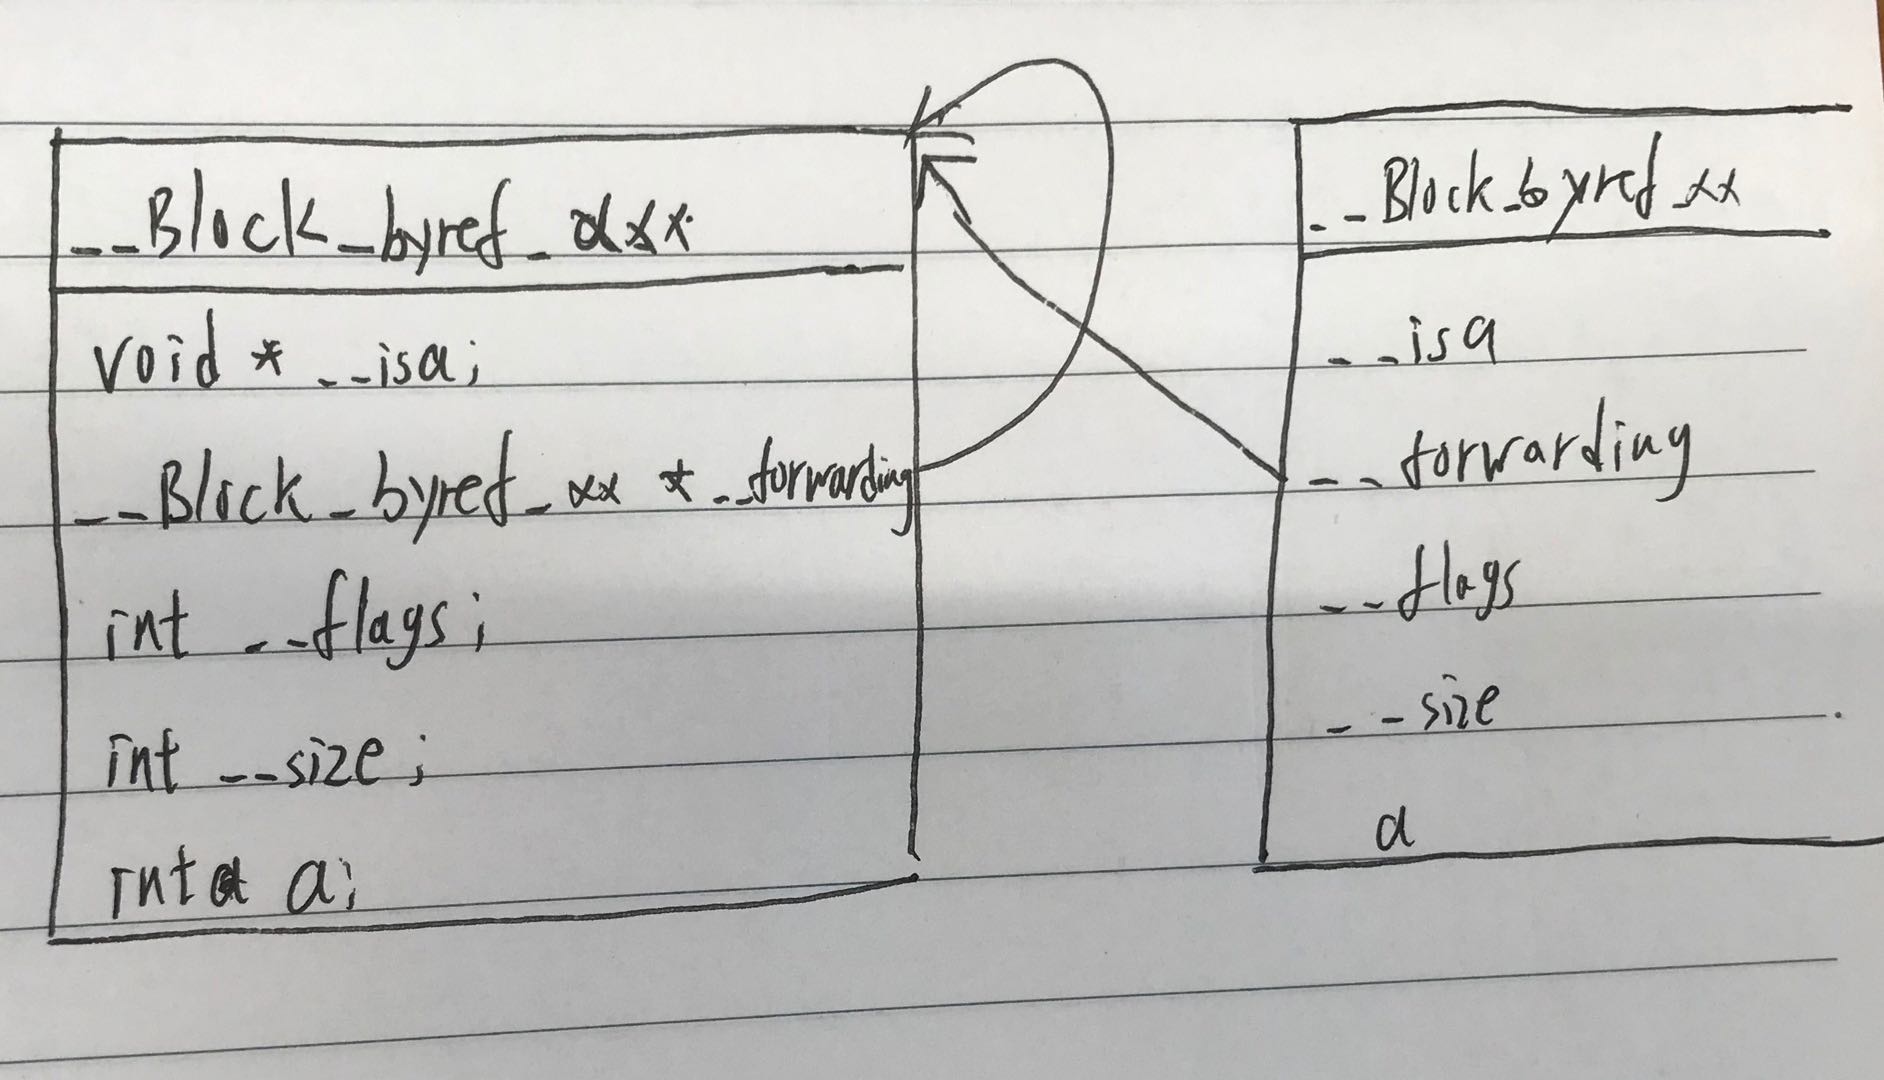 __Block_byref_xxx
void * __isa;
__Block_byref_xx * __forwarding
int __flags;
int __size;
int a;
__Block_byref_xx
__isa
__forwarding
__flags
__size
a